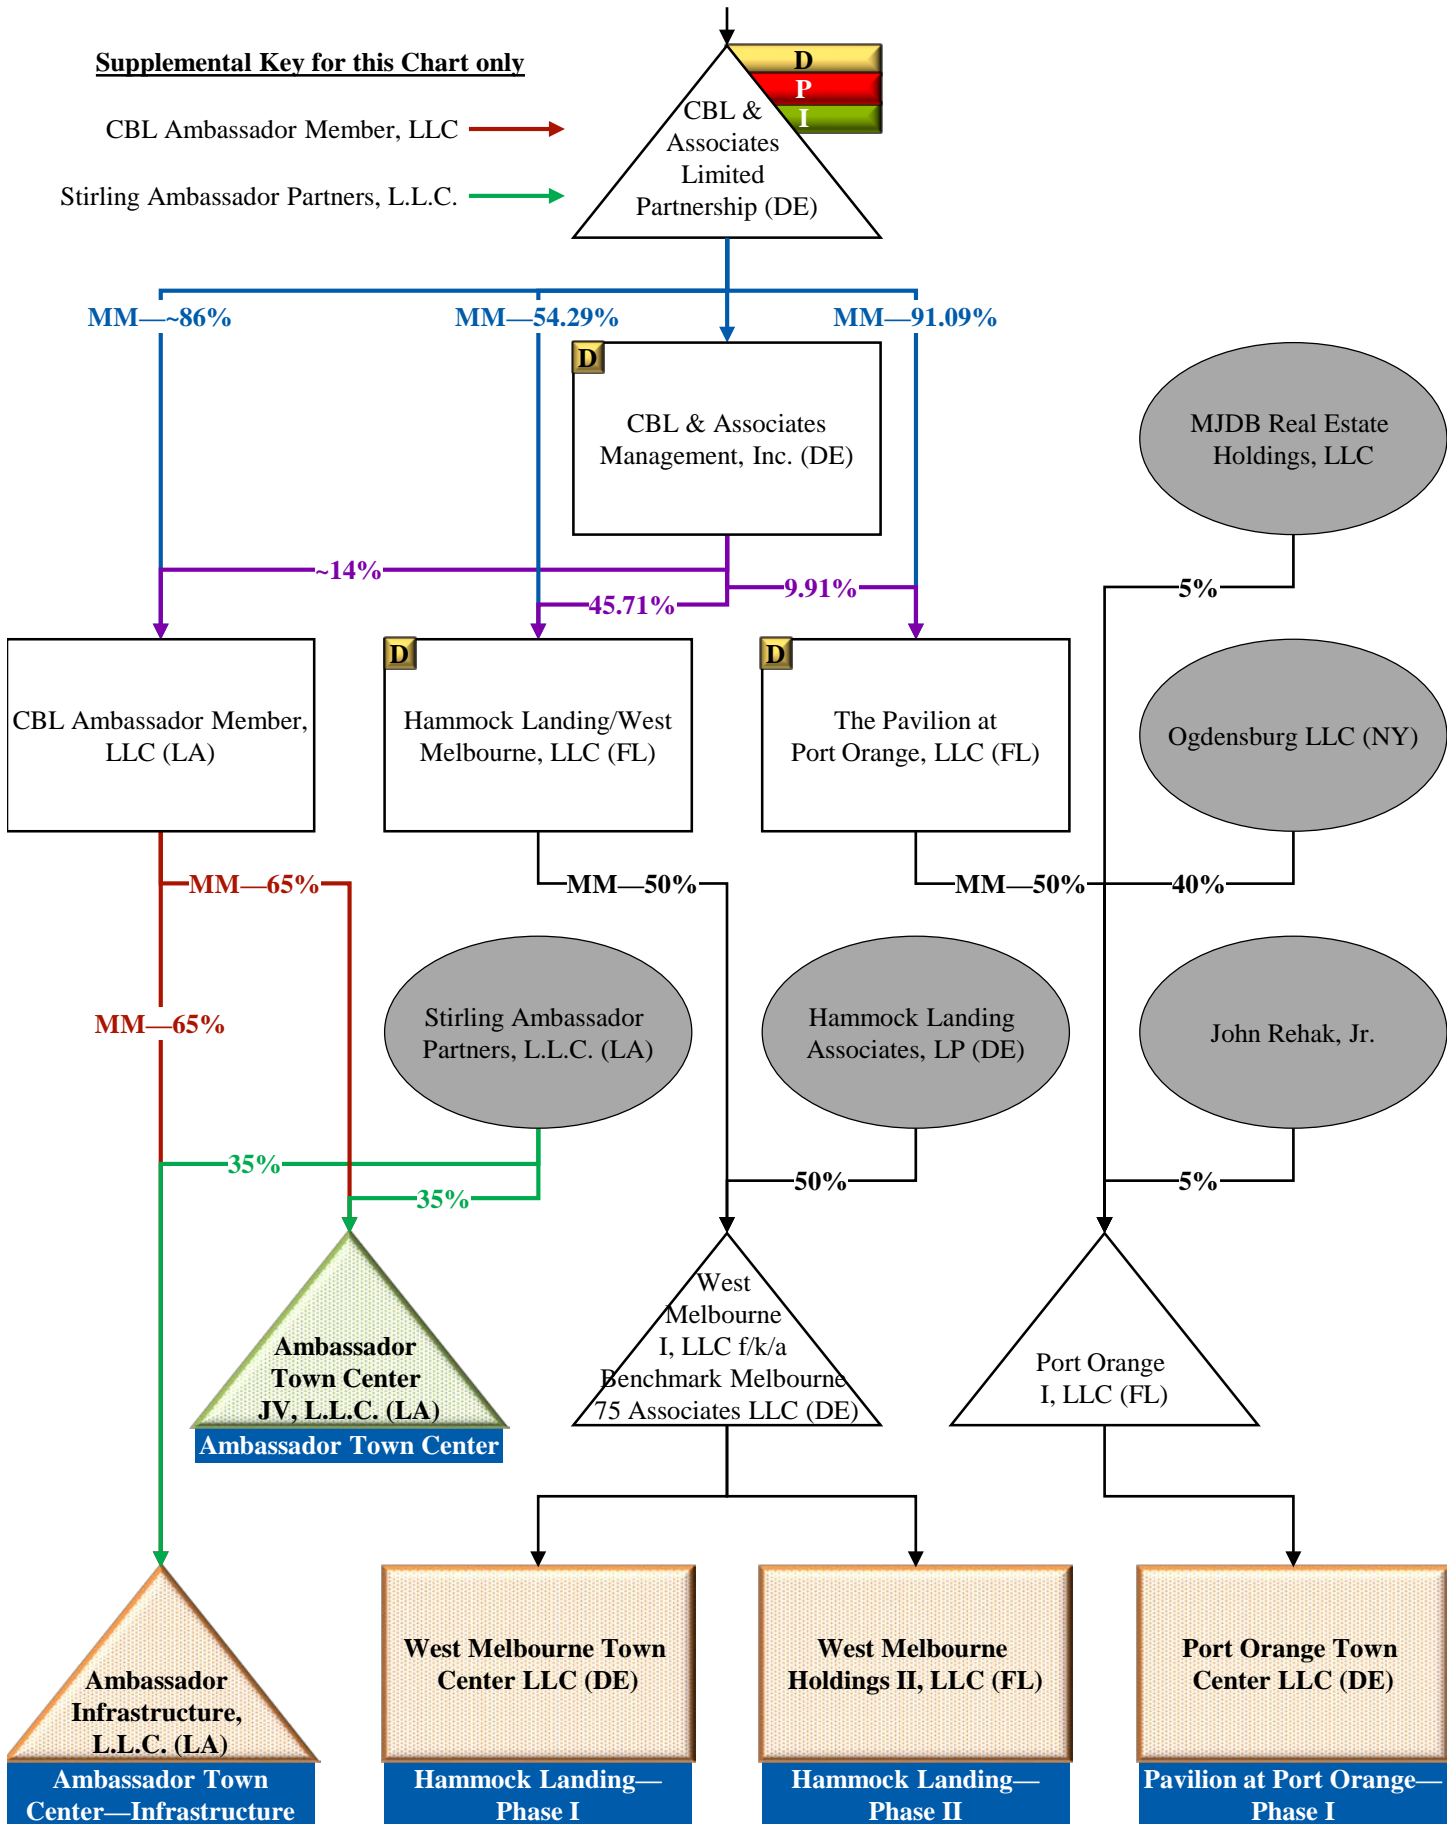 Supplemental Key for this Chart only
CBL Ambassador Member, LLC
Stirling Ambassador Partners, L.L.C.
D
P
I
CBL &
Associates
Limited
Partnership (DE)
MM—~86%
MM—54.29%
MM—91.09%
D
CBL & Associates
Management, Inc. (DE)
MJDB Real Estate
Holdings, LLC
~14%
45.71%
9.91%
5%
CBL Ambassador Member,
LLC (LA)
D
Hammock Landing/West
Melbourne, LLC (FL)
D
The Pavilion at
Port Orange, LLC (FL)
Ogdensburg LLC (NY)
MM—65%
MM—50%
MM—50%
40%
MM—65%
Stirling Ambassador
Partners, L.L.C. (LA)
Hammock Landing
Associates, LP (DE)
John Rehak, Jr.
35%
35%
50%
5%
Ambassador
Town Center
JV, L.L.C. (LA)
Ambassador Town Center
West
Melbourne
I, LLC f/k/a
Benchmark Melbourne
75 Associates LLC (DE)
Port Orange
I, LLC (FL)
Ambassador
Infrastructure,
L.L.C. (LA)
Ambassador Town
Center—Infrastructure
West Melbourne Town
Center LLC (DE)
Hammock Landing—
Phase I
West Melbourne
Holdings II, LLC (FL)
Hammock Landing—
Phase II
Port Orange Town
Center LLC (DE)
Pavilion at Port Orange—
Phase I